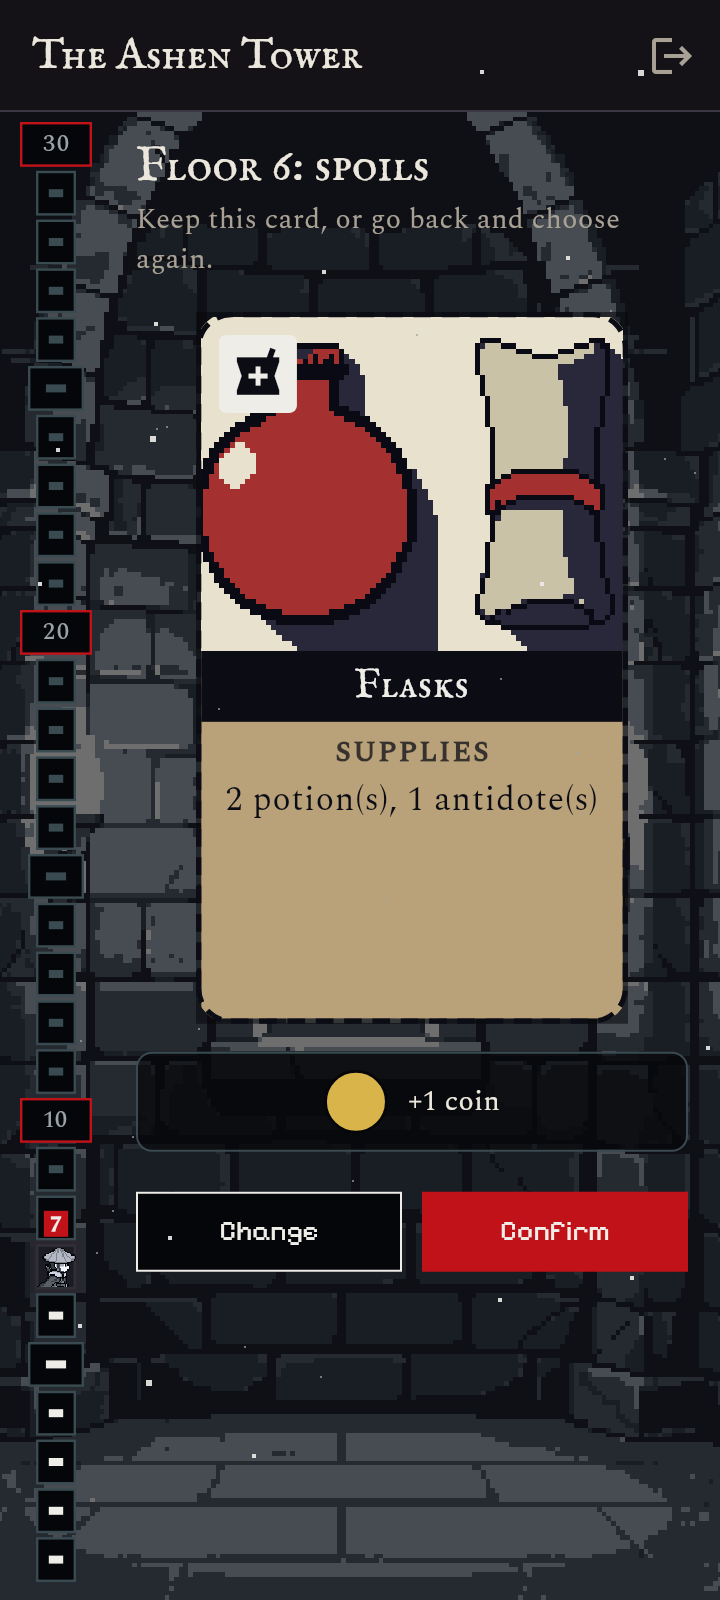 The Ashen Tower
30
Floor 6: spoils
Keep this card, or go back and choose
again.
20
Flasks
SUPPLIES
2 potion(s), 1 antidote(s)
+1 coin
10
7
Change
Confirm